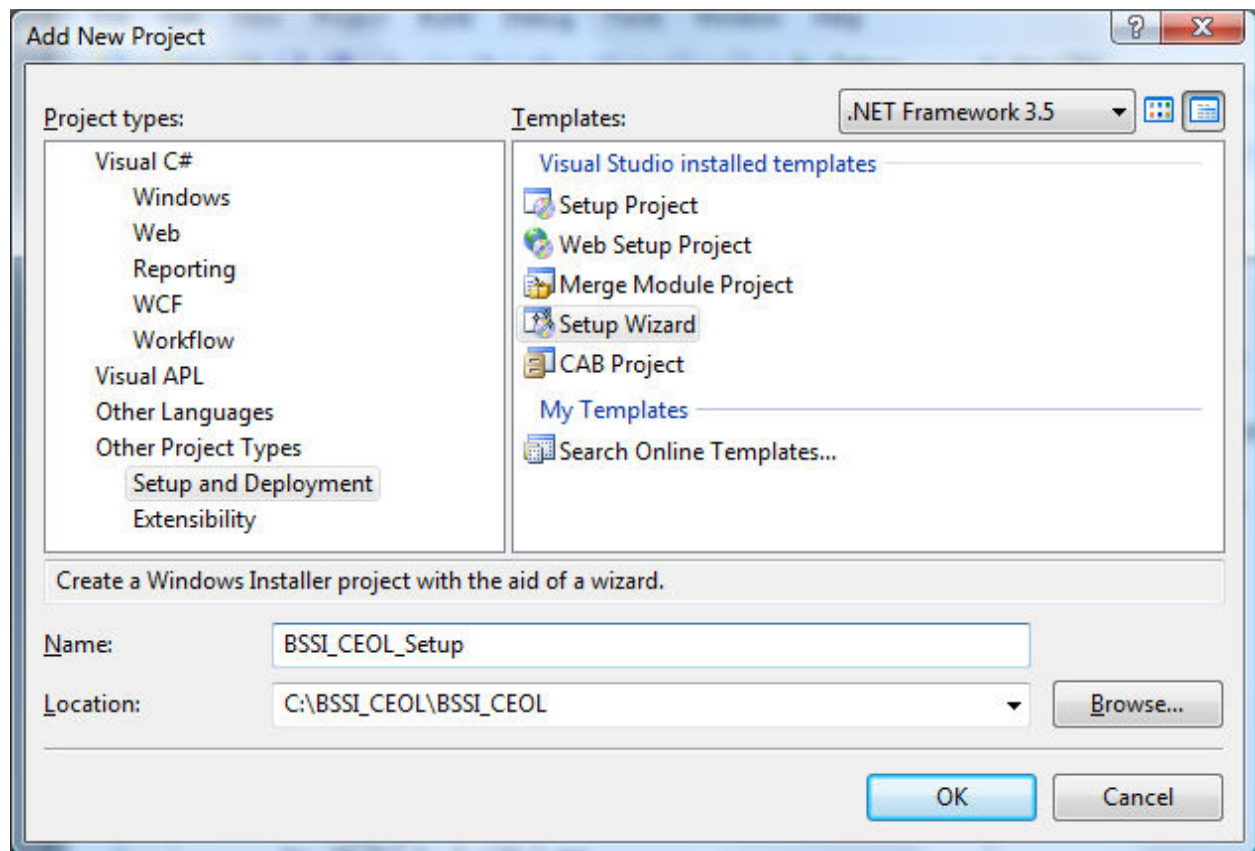 Add New Project
Project types:
Templates:
.NET Framework 3.5
Visual C#
Windows
Web
Reporting
WCF
Workflow
Visual APL
Other Languages
Other Project Types
Setup and Deployment
Extensibility
Visual Studio installed templates
Setup Project
Web Setup Project
Merge Module Project
Setup Wizard
CAB Project
My Templates
Search Online Templates...
Create a Windows Installer project with the aid of a wizard.
Name:
BSSI_CEOL_Setup
Location:
C:\BSSI_CEOL\BSSI_CEOL
Browse...
OK
Cancel